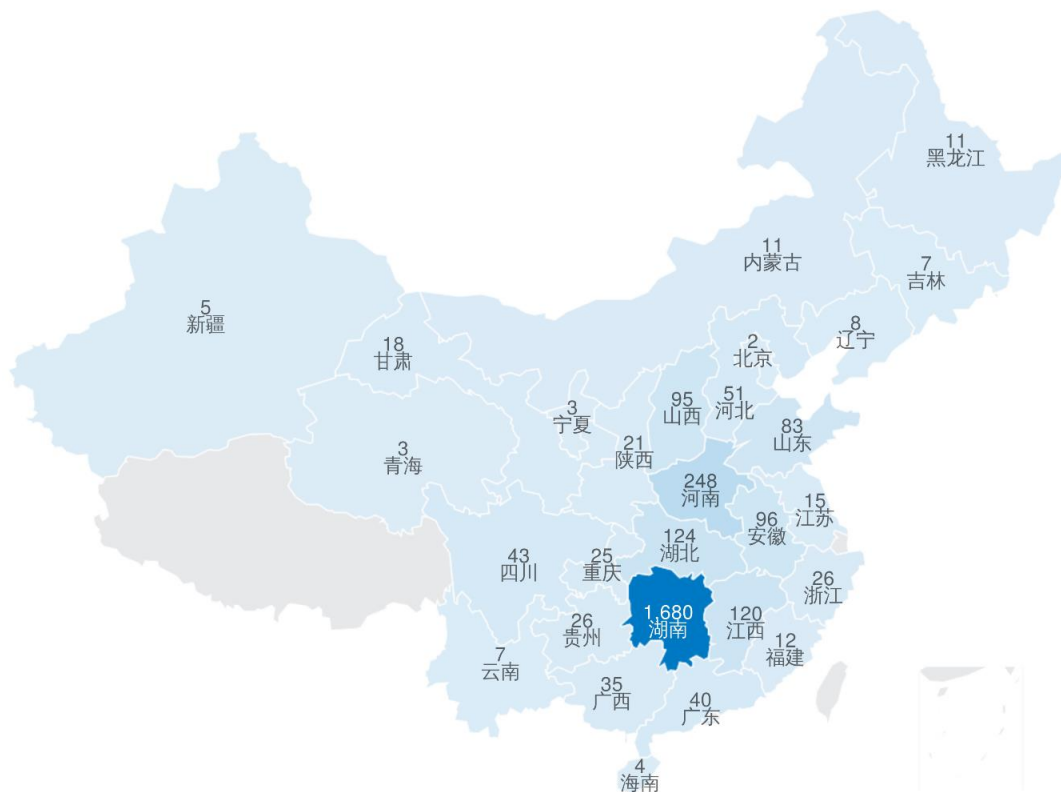 11
黑龙江
11
内蒙古
7
吉林
5
新疆
8
辽宁
18
甘肃
2
北京
95
山西
51
河北
3
宁夏
83
山东
21
陕西
3
青海
248
河南
15
江苏
96
安徽
124
湖北
43
四川
25
重庆
26
浙江
1,680
湖南
120
江西
26
贵州
12
福建
7
云南
35
广西
40
广东
4
海南